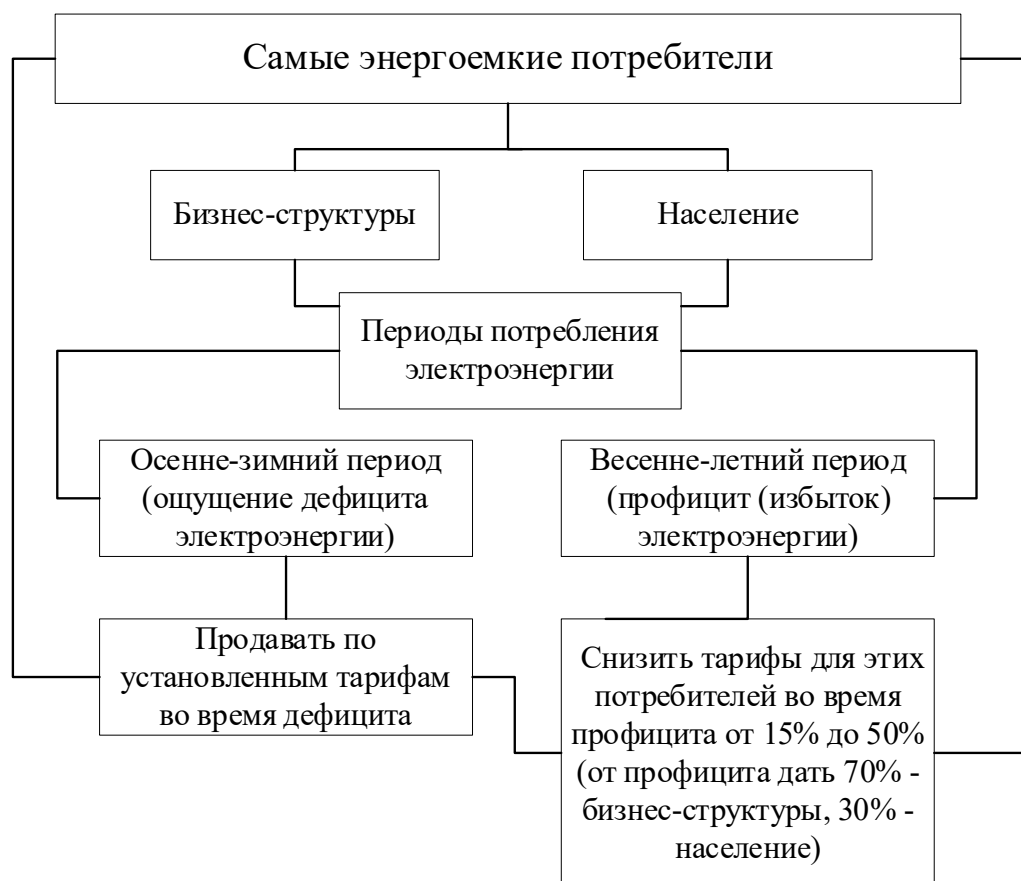 Самые энергоемкие потребители
Бизнес-структуры
Население
Периоды потребления
электроэнергии
Осенне-зимний период
(ощущение дефицита
электроэнергии)
Весенне-летний период
(профицит (избыток)
электроэнергии)
Продавать по
установленным тарифам
во время дефицита
Снизить тарифы для этих
потребителей во время
профицита от 15% до 50%
(от профицита дать 70% -
бизнес-структуры, 30% -
население)